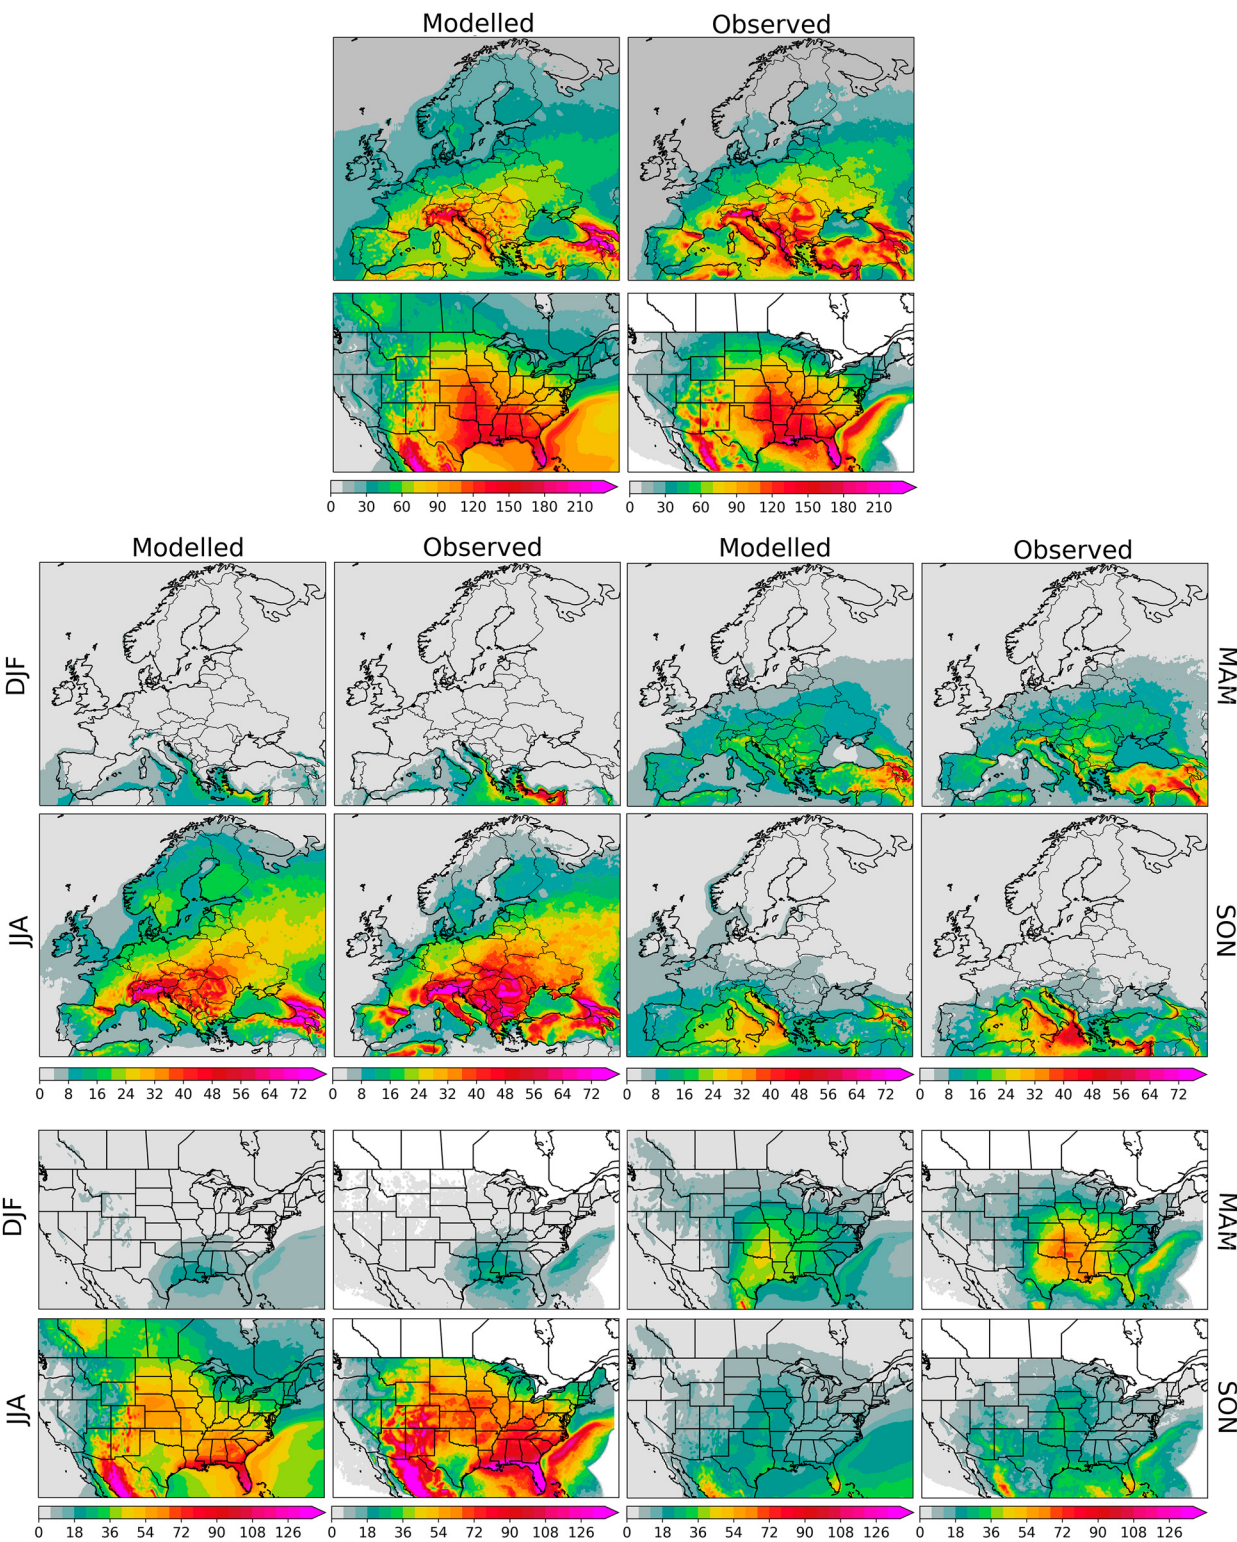 Modelled Observed
0 30 60 90 120 150 180 210 0 30 60 90 120 150 180 210
Modelled Observed Modelled Observed
DJF MAM
JJA SON
0 8 16 24 32 40 48 56 64 72 0 8 16 24 32 40 48 56 64 72 0 8 16 24 32 40 48 56 64 72 0 8 16 24 32 40 48 56 64 72
DJF MAM
JJA SON
0 18 36 54 72 90 108 126 0 18 36 54 72 90 108 126 0 18 36 54 72 90 108 126 0 18 36 54 72 90 108 126